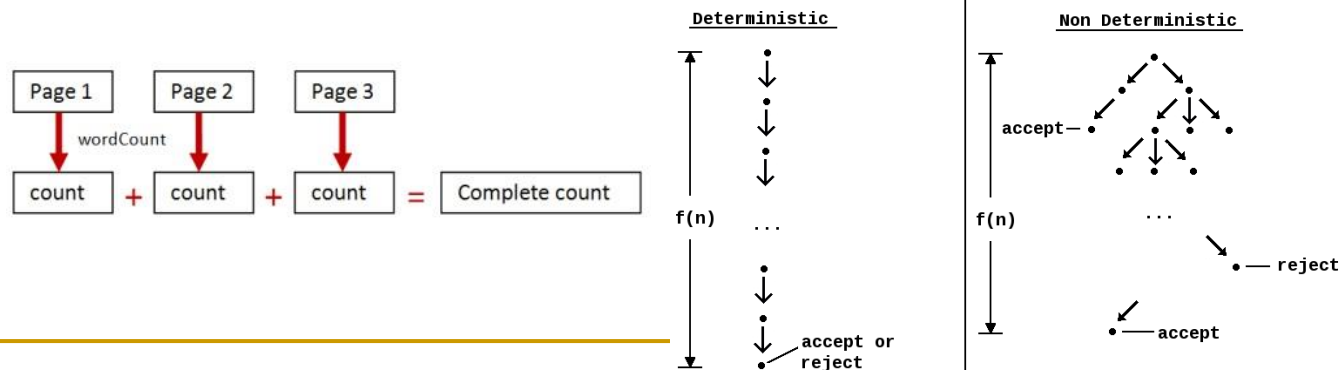 Page 1
Page 2
Page 3
wordCount
count + count + count = Complete count
Deterministic
f(n)
...
accept or
reject
Non Deterministic
accept
f(n)
...
reject
accept